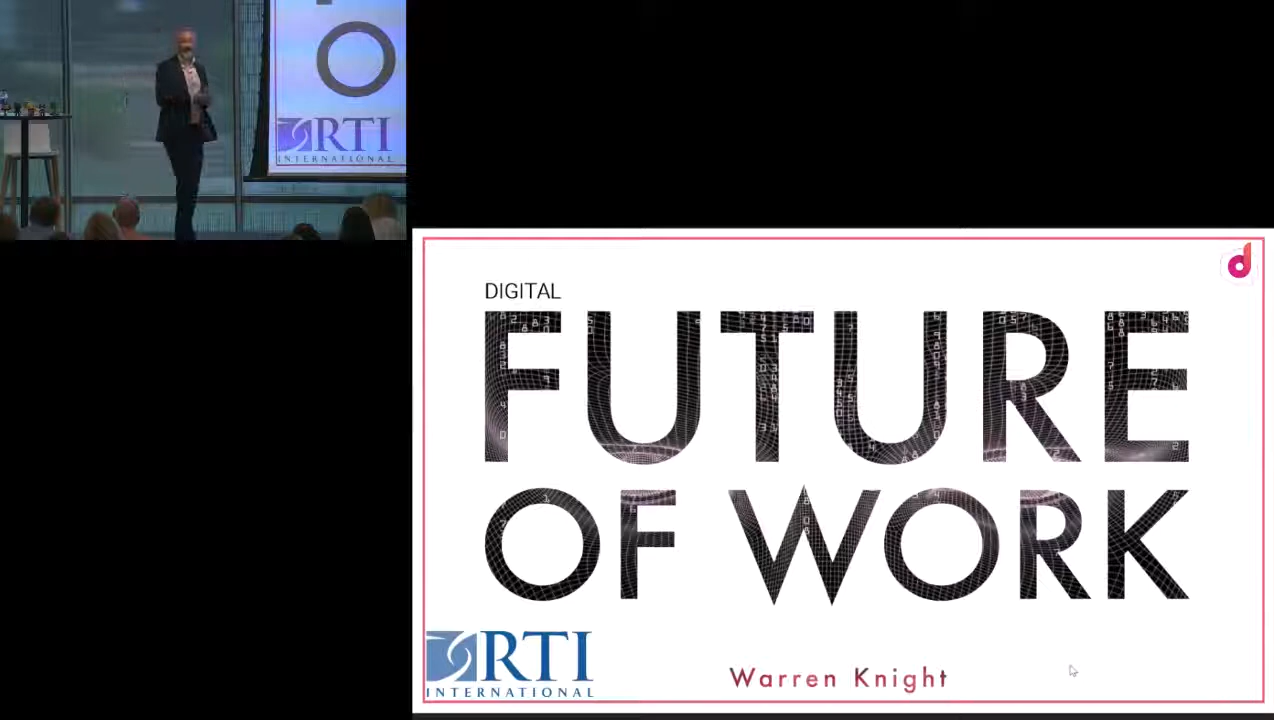 O
RTI
INTERNATIONAL
DIGITAL
FUTURE
OF WORK
RTI
INTERNATIONAL
Warren Knight